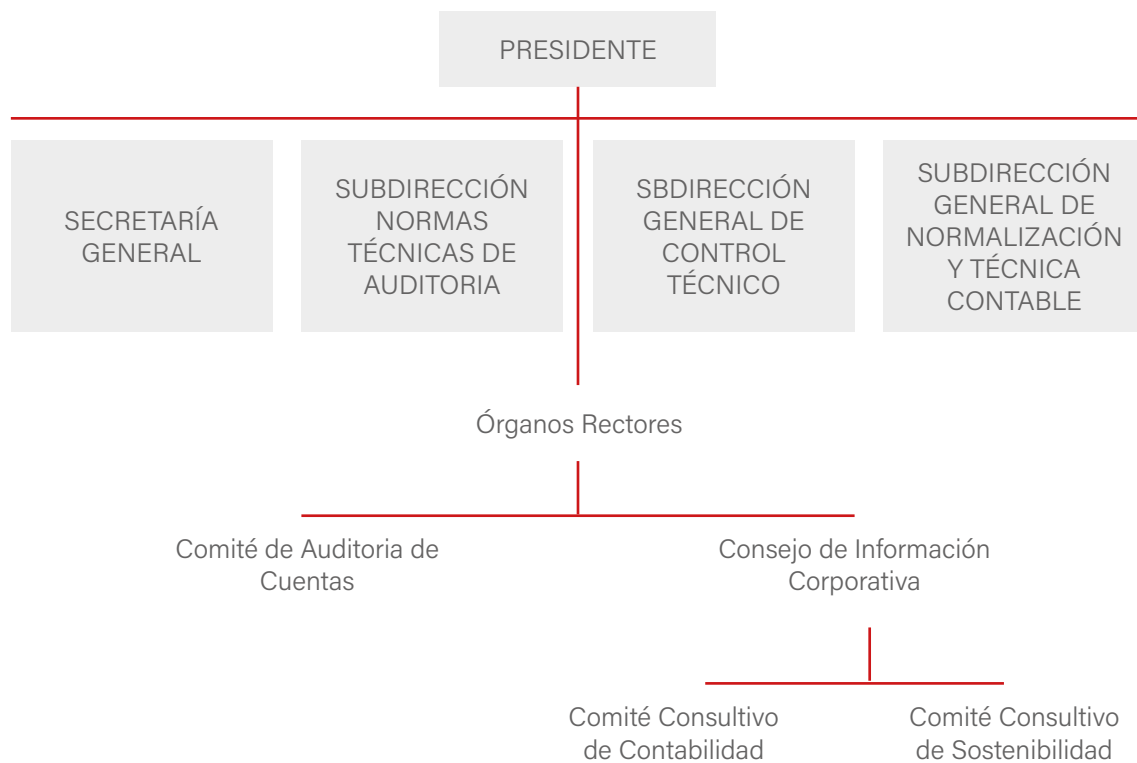 PRESIDENTE
SECRETARÍA
GENERAL
SUBDIRECCIÓN
NORMAS
TÉCNICAS DE
AUDITORIA
SBDIRECCIÓN
GENERAL DE
CONTROL
TÉCNICO
SUBDIRECCIÓN
GENERAL DE
NORMALIZACIÓN
Y TÉCNICA
CONTABLE
Órganos Rectores
Comité de Auditoria de
Cuentas
Consejo de Información
Corporativa
Comité Consultivo
de Contabilidad
Comité Consultivo
de Sostenibilidad